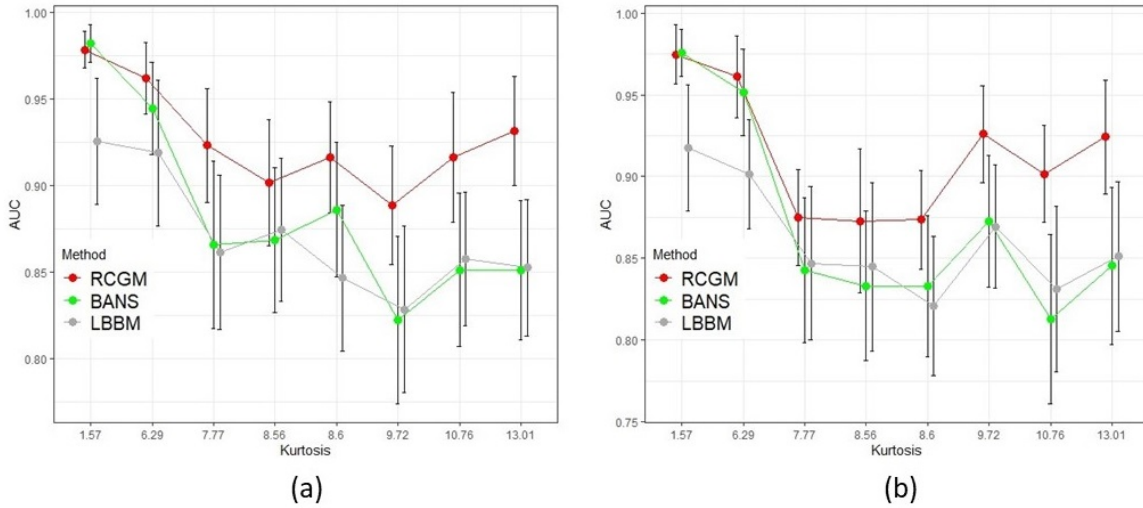 1.00
0.95
0.90
0.85
0.80
AUC
Method
RCGM
BANS
LBBM
1.57 6.29 7.77 8.56 8.6 9.72 10.76 13.01
Kurtosis
(a)
1.00
0.95
0.90
0.85
0.80
0.75
AUC
Method
RCGM
BANS
LBBM
1.57 6.29 7.77 8.56 8.6 9.72 10.76 13.01
Kurtosis
(b)